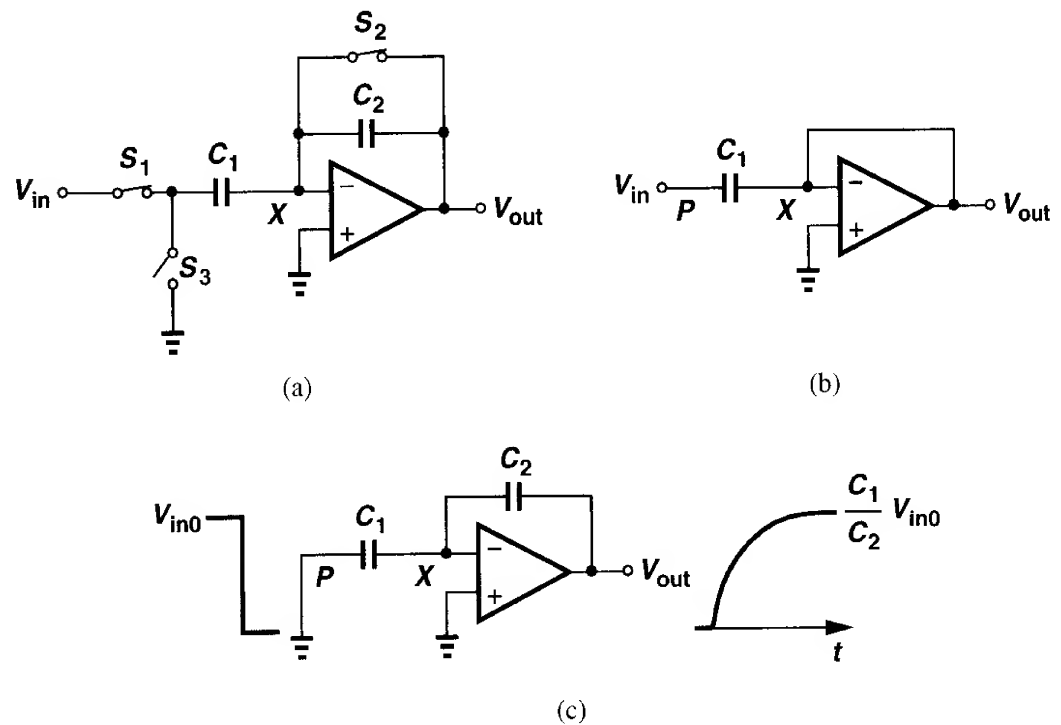 S2
C2
S1
C1
Vin
X
−
+
Vout
S3
(a)
C1
Vin
P
X
−
+
Vout
(b)
Vin0
C1
P
X
C2
−
+
Vout
C1
C2
Vin0
t
(c)